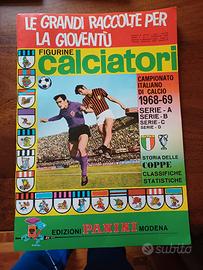 LE GRANDI RACCOLTE PER
LA GIOVENTÙ
FIGURINE
calciatori
CAMPIONATO
ITALIANO
DI CALCIO
1968-69
SERIE - A
SERIE - B
SERIE - C
SERIE - D
STORIA DELLE
COPPE
CLASSIFICHE
STATISTICHE
EDIZIONI PANINI MODENA
subito